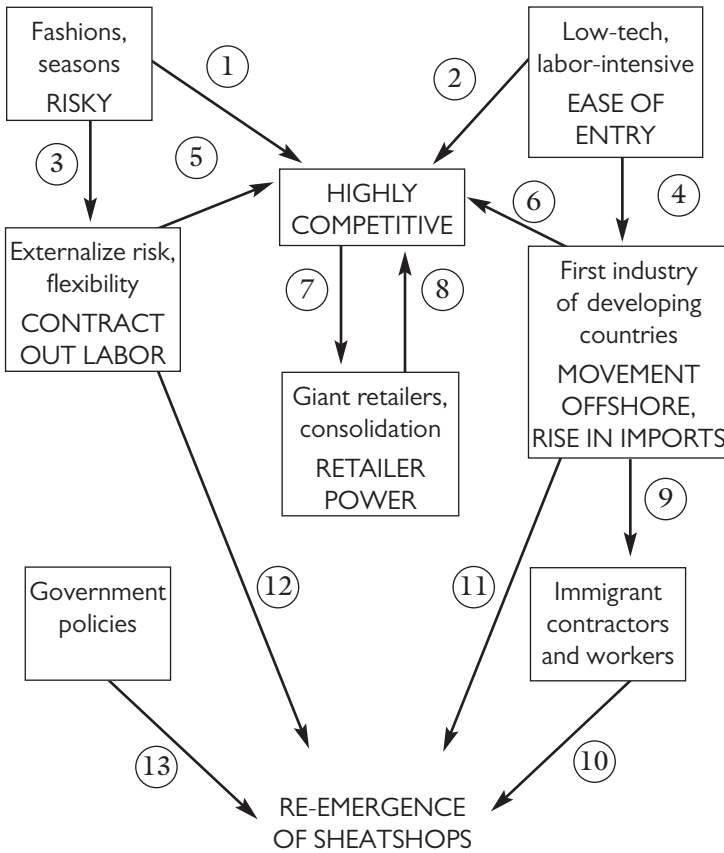 Fashions,
seasons
RISKY
1
2
Low-tech,
labor-intensive
EASE OF
ENTRY
3
5
HIGHLY
COMPETITIVE
6
4
Externalize risk,
flexibility
CONTRACT
OUT LABOR
7
8
First industry
of developing
countries
MOVEMENT
OFFSHORE,
RISE IN IMPORTS
Giant retailers,
consolidation
RETAILER
POWER
9
12
11
Government
policies
Immigrant
contractors
and workers
13
10
RE-EMERGENCE
OF SHEATSHOPS